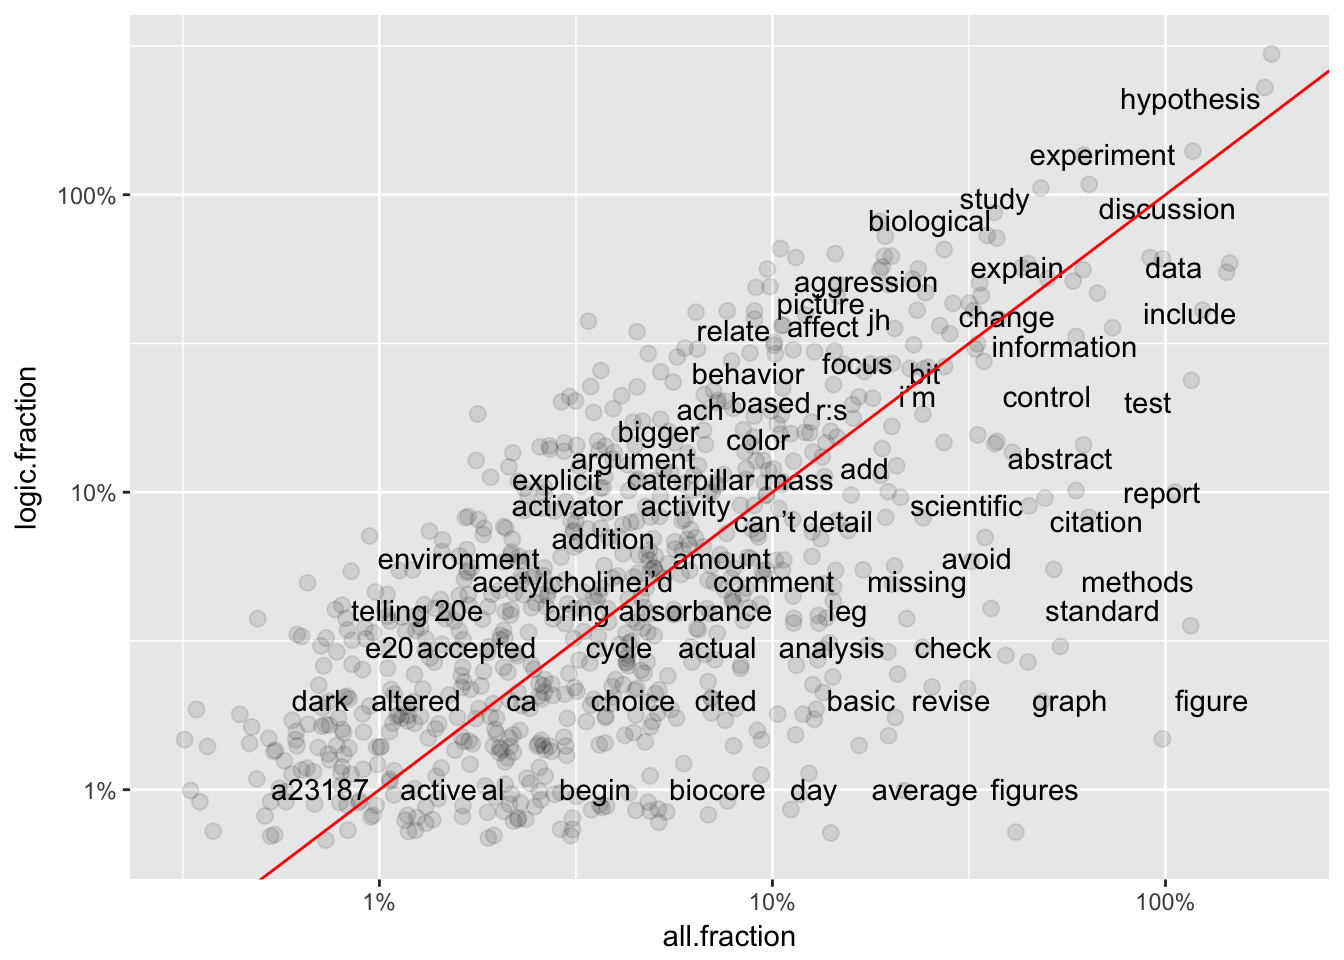 hypothesis
experiment
100%
study
discussion
biological
explain
data
aggression
picture
include
change
affect
jh
relate
information
focus
behavior
bit
i'm
control
test
based
ach
r:s
bigger
color
argument
abstract
add
explicit
caterpillar
mass
10%
report
activator
activity
scientific
can't
detail
citation
addition
environment
amount
avoid
acetylcholine
i'd
comment
missing
methods
telling
20e
bring
absorbance
leg
standard
e20
accepted
cycle
actual
analysis
check
dark
altered
ca
choice
cited
basic
revise
graph
figure
1%
a23187
active
al
begin
biocore
day
average
figures
logic.fraction
1%
10%
100%
all.fraction